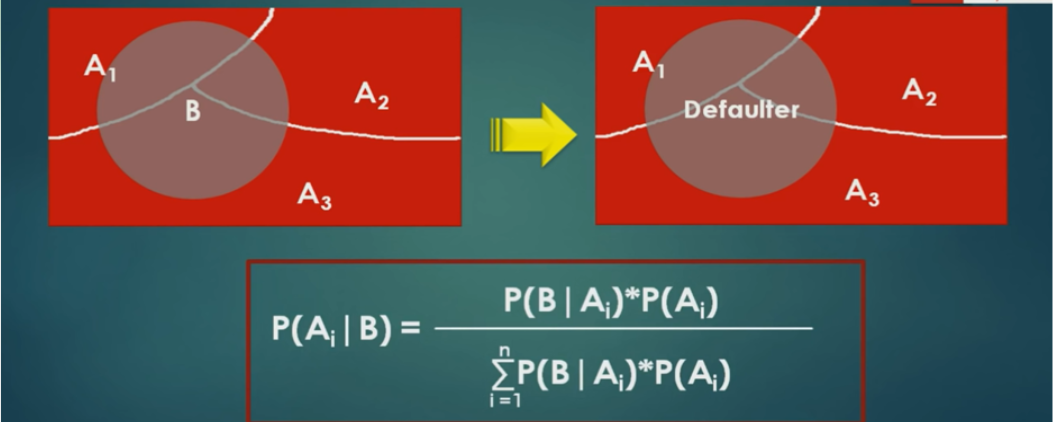 A₁
A₂
B
A₃
A₁
A₂
Defaulter
A₃
P(B | Aᵢ)*P(Aᵢ)
P(Aᵢ | B) =
n
∑P(B | Aᵢ)*P(Aᵢ)
i =1